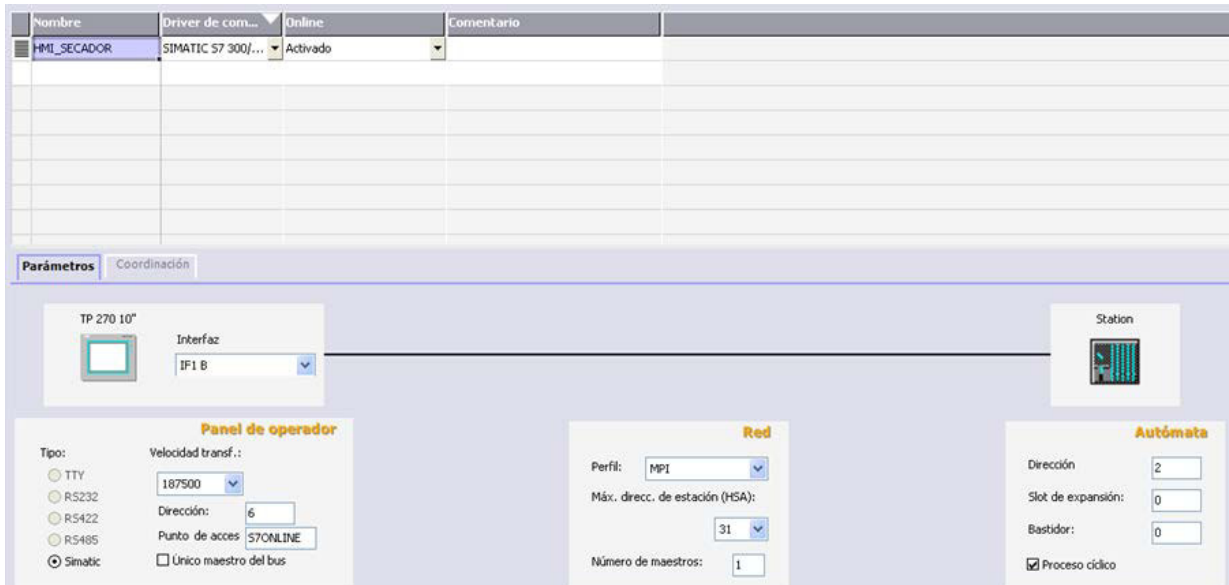 Nombre Driver de com... Online Comentario
HMI_SECADOR SIMATIC S7 300/... Activado
Parámetros Coordinación
TP 270 10"
Interfaz
IF1 B
Station
Panel de operador
Tipo: Velocidad transf.:
TTY
187500
RS232
Dirección: 6
RS422
Punto de acces S7ONLINE
RS485
Simatic Único maestro del bus
Red
Perfil: MPI
Máx. direcc. de estación (HSA):
31
Número de maestros: 1
Autómata
Dirección 2
Slot de expansión: 0
Bastidor: 0
Proceso cíclico